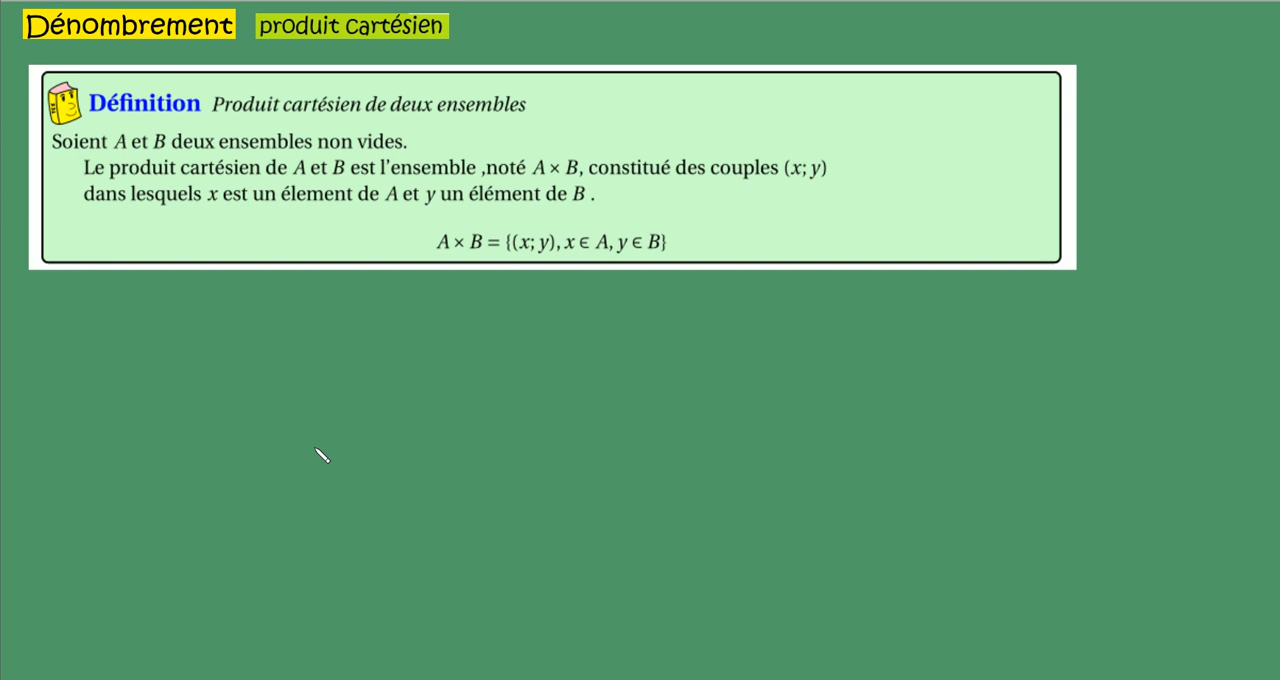 Dénombrement produit cartésien
Définition Produit cartésien de deux ensembles
Soient A et B deux ensembles non vides.
Le produit cartésien de A et B est l'ensemble ,noté A × B, constitué des couples (x; y)
dans lesquels x est un élement de A et y un élément de B .
A × B = {(x; y), x ∈ A, y ∈ B}